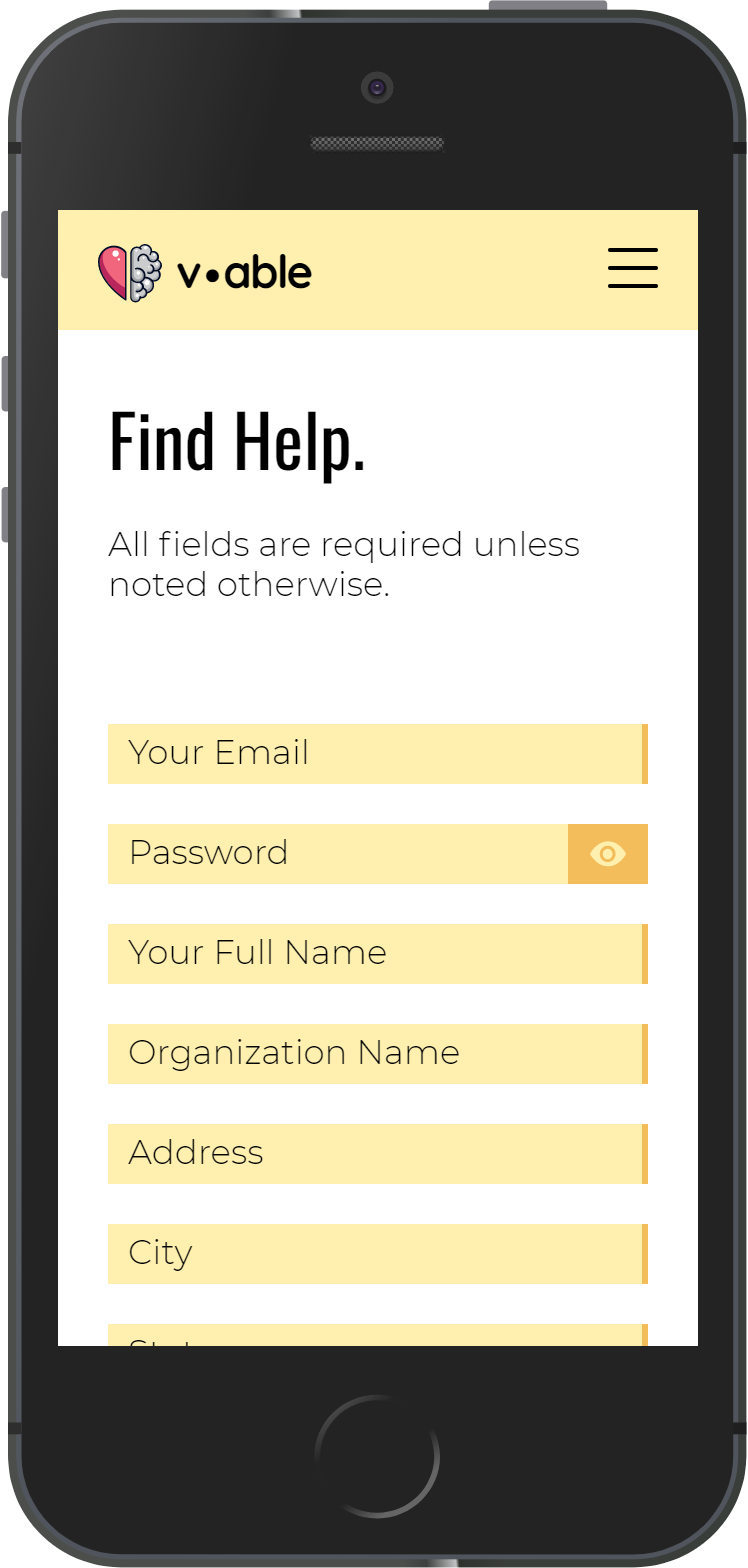 v•able
Find Help.
All fields are required unless
noted otherwise.
Your Email
Password
Your Full Name
Organization Name
Address
City